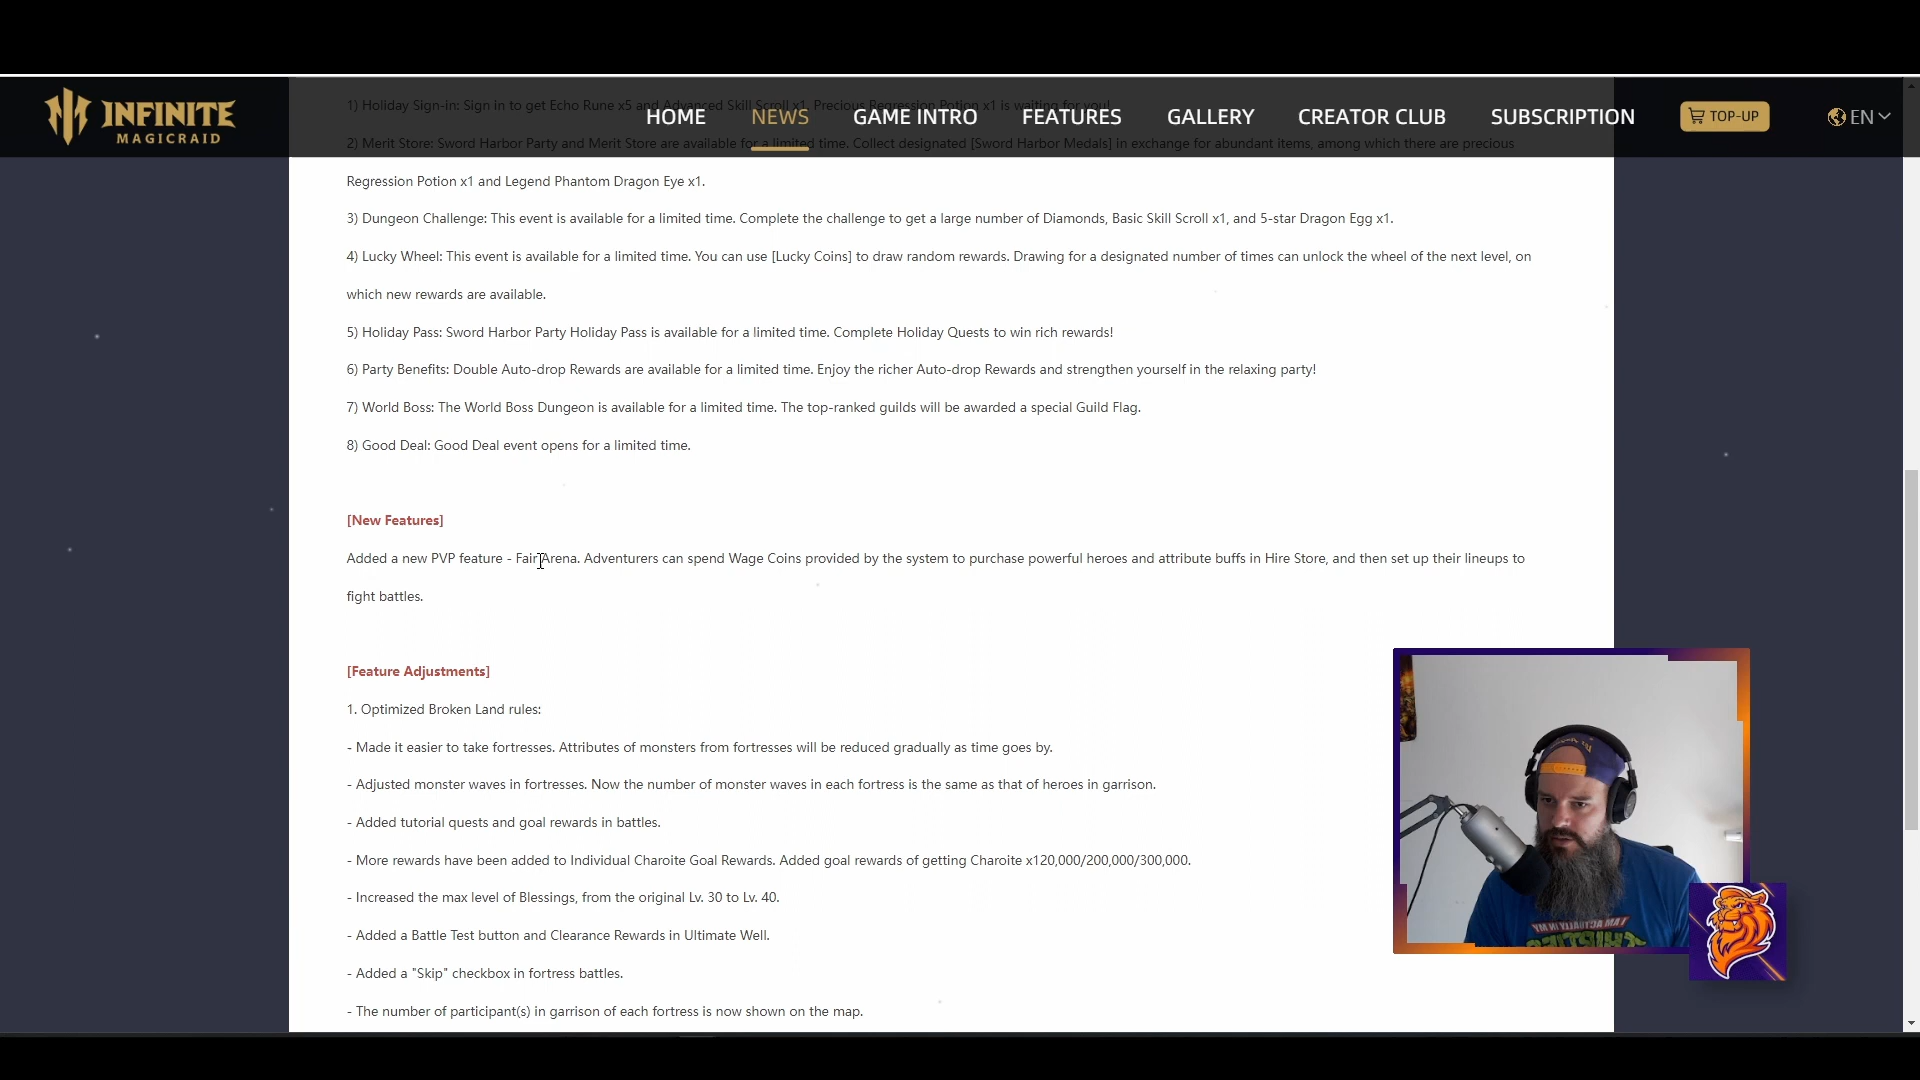 INFINITE
MAGICRAID
HOME NEWS GAME INTRO FEATURES GALLERY CREATOR CLUB SUBSCRIPTION TOP-UP EN
1) Holiday Sign-in: Sign in to get Echo Rune x5 and Advanced Skill Scroll x1. Precious Regression Potion x1 is waiting for you!
2) Merit Store: Sword Harbor Party and Merit Store are available for a limited time. Collect designated [Sword Harbor Medals] in exchange for abundant items, among which there are precious
Regression Potion x1 and Legend Phantom Dragon Eye x1.
3) Dungeon Challenge: This event is available for a limited time. Complete the challenge to get a large number of Diamonds, Basic Skill Scroll x1, and 5-star Dragon Egg x1.
4) Lucky Wheel: This event is available for a limited time. You can use [Lucky Coins] to draw random rewards. Drawing for a designated number of times can unlock the wheel of the next level, on
which new rewards are available.
5) Holiday Pass: Sword Harbor Party Holiday Pass is available for a limited time. Complete Holiday Quests to win rich rewards!
6) Party Benefits: Double Auto-drop Rewards are available for a limited time. Enjoy the richer Auto-drop Rewards and strengthen yourself in the relaxing party!
7) World Boss: The World Boss Dungeon is available for a limited time. The top-ranked guilds will be awarded a special Guild Flag.
8) Good Deal: Good Deal event opens for a limited time.
[New Features]
Added a new PVP feature - Fair Arena. Adventurers can spend Wage Coins provided by the system to purchase powerful heroes and attribute buffs in Hire Store, and then set up their lineups to
fight battles.
[Feature Adjustments]
1. Optimized Broken Land rules:
- Made it easier to take fortresses. Attributes of monsters from fortresses will be reduced gradually as time goes by.
- Adjusted monster waves in fortresses. Now the number of monster waves in each fortress is the same as that of heroes in garrison.
- Added tutorial quests and goal rewards in battles.
- More rewards have been added to Individual Charoite Goal Rewards. Added goal rewards of getting Charoite x120,000/200,000/300,000.
- Increased the max level of Blessings, from the original Lv. 30 to Lv. 40.
- Added a Battle Test button and Clearance Rewards in Ultimate Well.
- Added a "Skip" checkbox in fortress battles.
- The number of participant(s) in garrison of each fortress is now shown on the map.